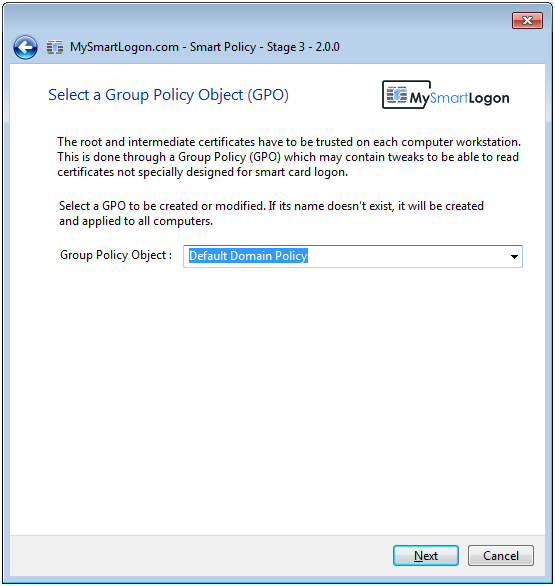 MySmartLogon.com - Smart Policy - Stage 3 - 2.0.0
Select a Group Policy Object (GPO)
MySmartLogon
The root and intermediate certificates have to be trusted on each computer workstation.
This is done through a Group Policy (GPO) which may contain tweaks to be able to read
certificates not specially designed for smart card logon.
Select a GPO to be created or modified. If its name doesn't exist, it will be created
and applied to all computers.
Group Policy Object : Default Domain Policy
Next Cancel